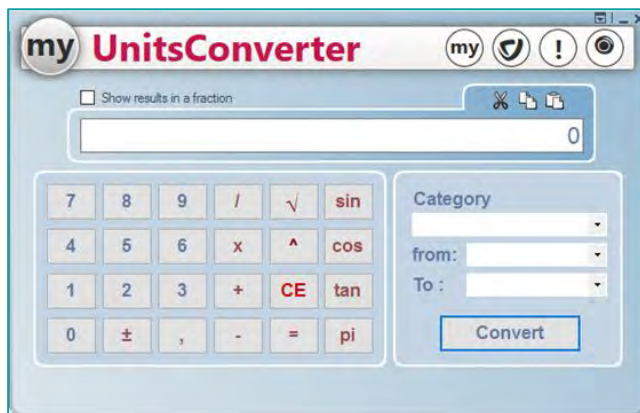 my UnitsConverter my !
Show results in a fraction
0
7 8 9 / √ sin
4 5 6 x ^ cos
1 2 3 + CE tan
0 ± , - = pi
Category
from:
To :
Convert